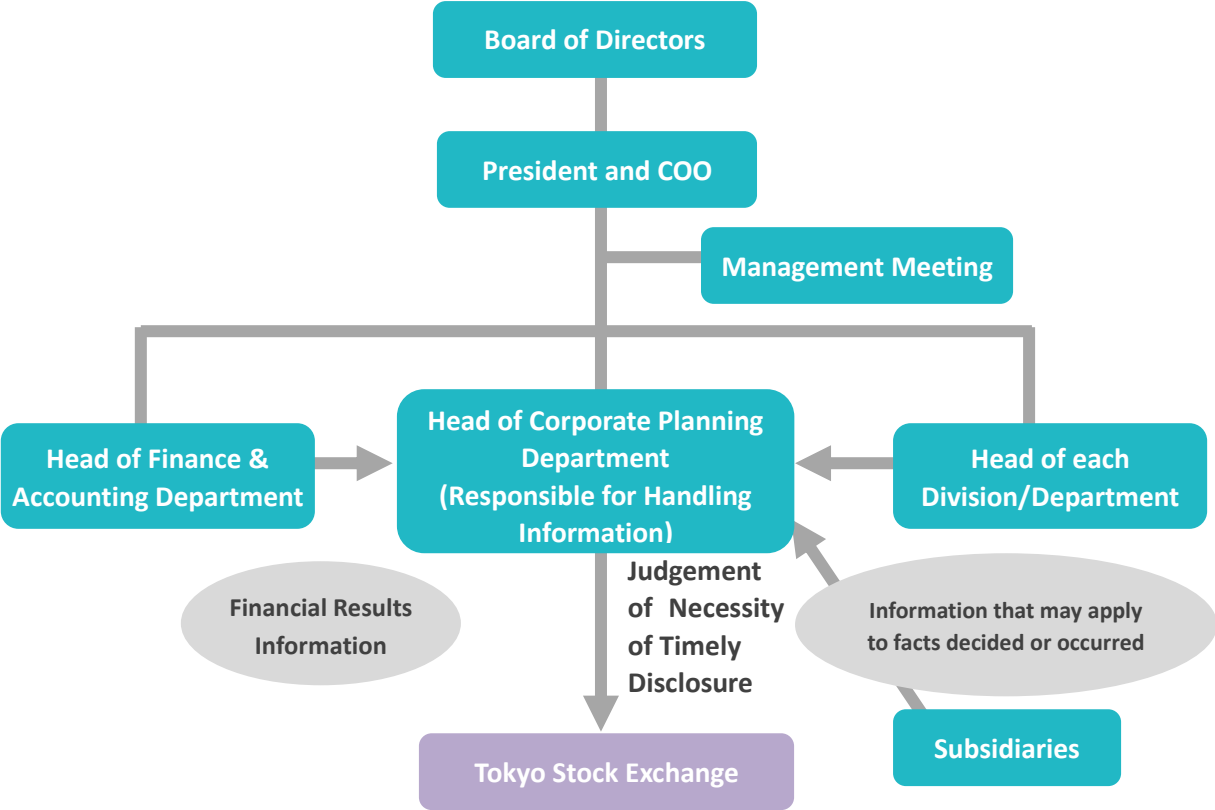 Board of Directors
President and COO
Management Meeting
Head of Finance &
Accounting Department
Head of Corporate Planning
Department
(Responsible for Handling
Information)
Head of each
Division/Department
Financial Results
Information
Judgement
of Necessity
of Timely
Disclosure
Information that may apply
to facts decided or occurred
Subsidiaries
Tokyo Stock Exchange